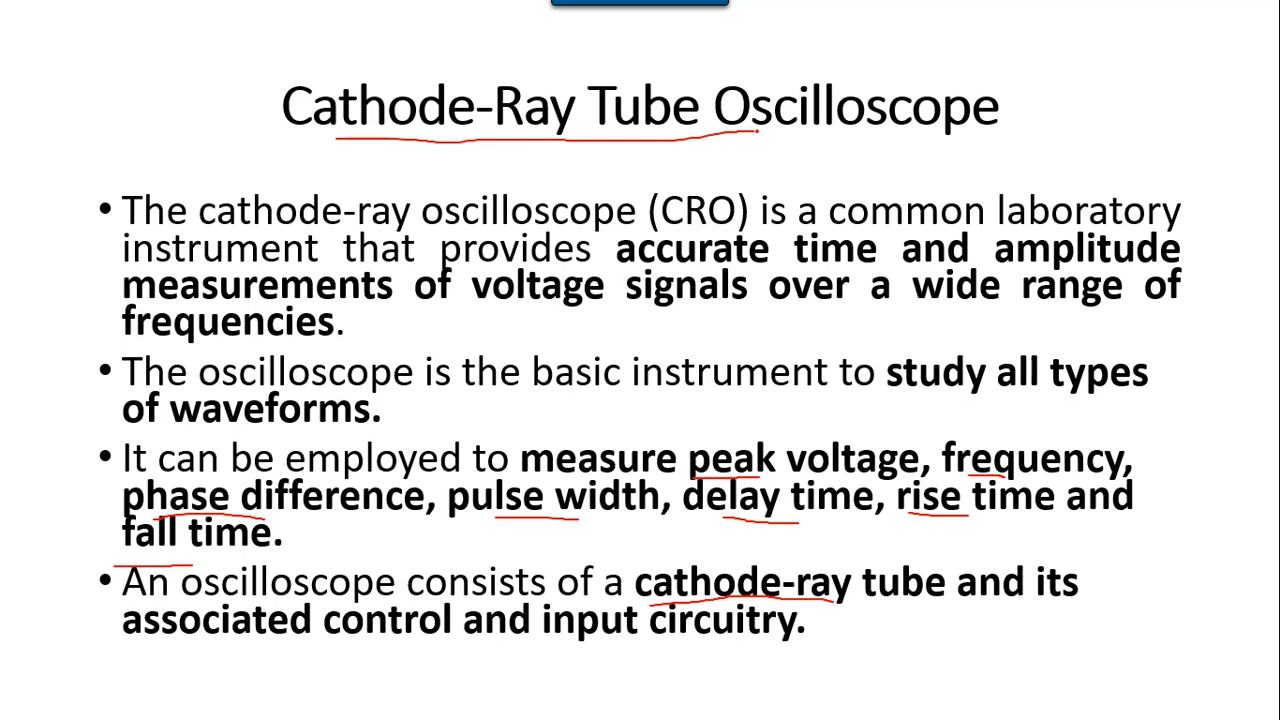 Cathode-Ray Tube Oscilloscope
• The cathode-ray oscilloscope (CRO) is a common laboratory
instrument that provides accurate time and amplitude
measurements of voltage signals over a wide range of
frequencies.
• The oscilloscope is the basic instrument to study all types
of waveforms.
• It can be employed to measure peak voltage, frequency,
phase difference, pulse width, delay time, rise time and
fall time.
• An oscilloscope consists of a cathode-ray tube and its
associated control and input circuitry.